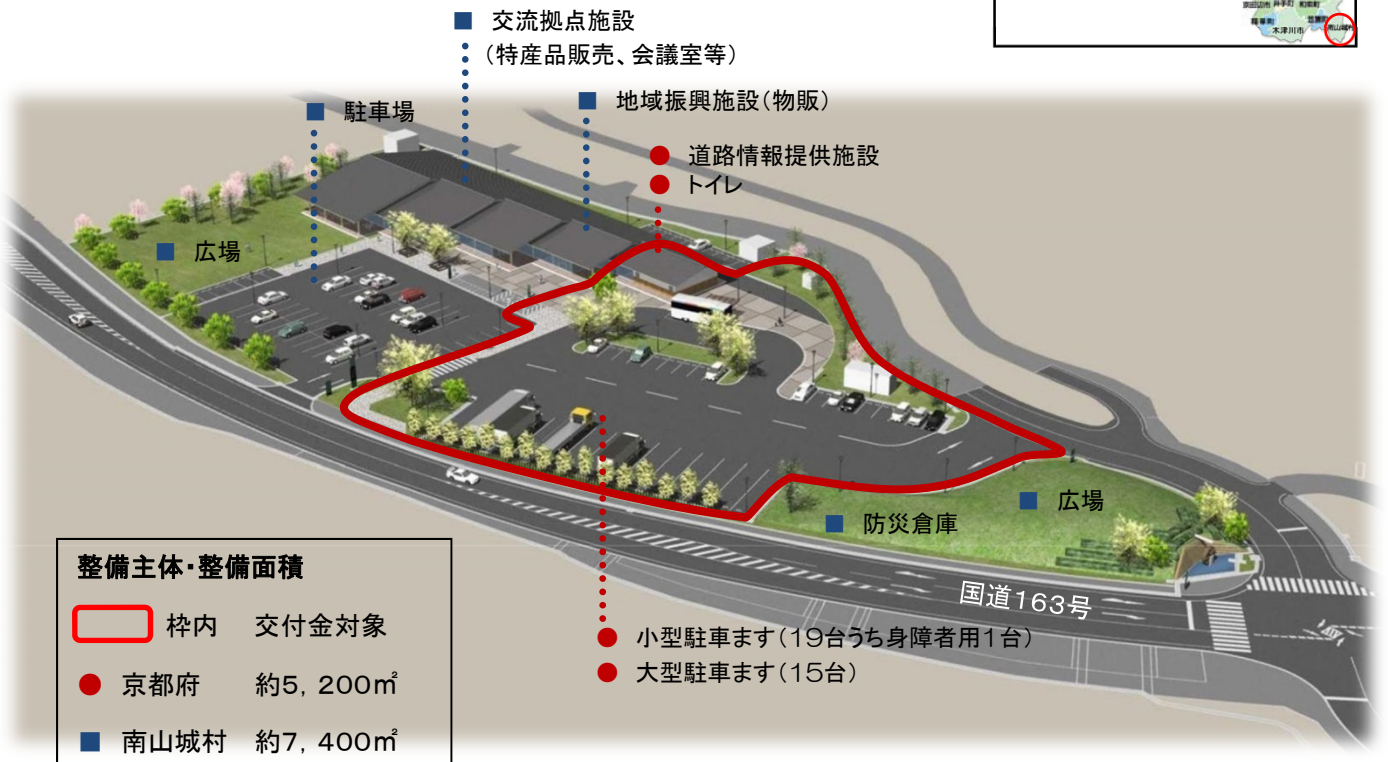 交流拠点施設
（特産品販売、会議室等）
駐車場
地域振興施設（物販）
道路情報提供施設
トイレ
広場
広場
防災倉庫
国道163号
小型駐車ます（19台うち身障者用1台）
大型駐車ます（15台）
整備主体・整備面積
枠内 交付金対象
京都府 約5，200㎡
南山城村 約7，400㎡
木津川市
南山城村